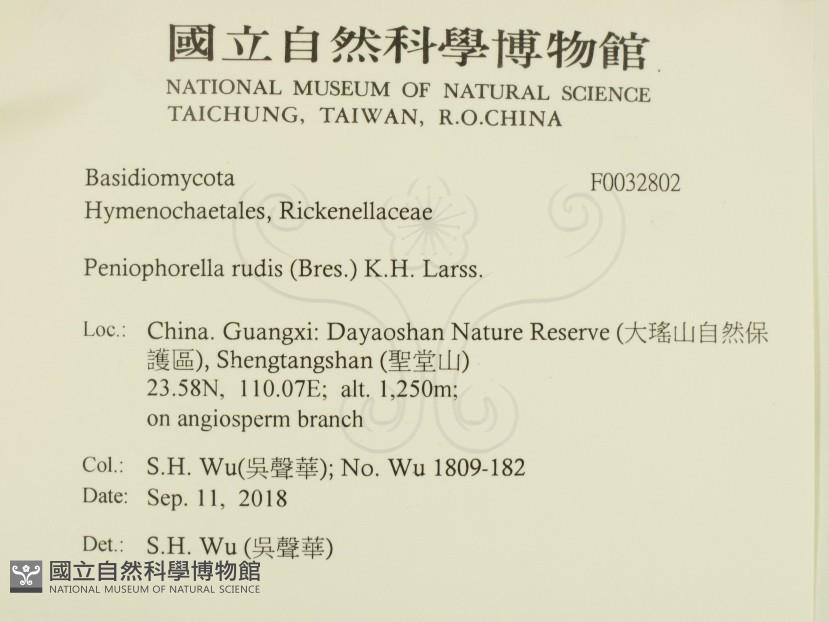 國立自然科學博物館
NATIONAL MUSEUM OF NATURAL SCIENCE
TAICHUNG, TAIWAN, R.O.CHINA
Basidiomycota F0032802
Hymenochaetales, Rickenellaceae
Peniophorella rudis (Bres.) K.H. Larss.
Loc.: China. Guangxi: Dayaoshan Nature Reserve (大瑤山自然保
護區), Shengtangshan (聖堂山)
23.58N, 110.07E; alt. 1,250m;
on angiosperm branch
Col.: S.H. Wu(吳聲華); No. Wu 1809-182
Date: Sep. 11, 2018
Det.: S.H. Wu (吳聲華)
國立自然科學博物館
NATIONAL MUSEUM OF NATURAL SCIENCE